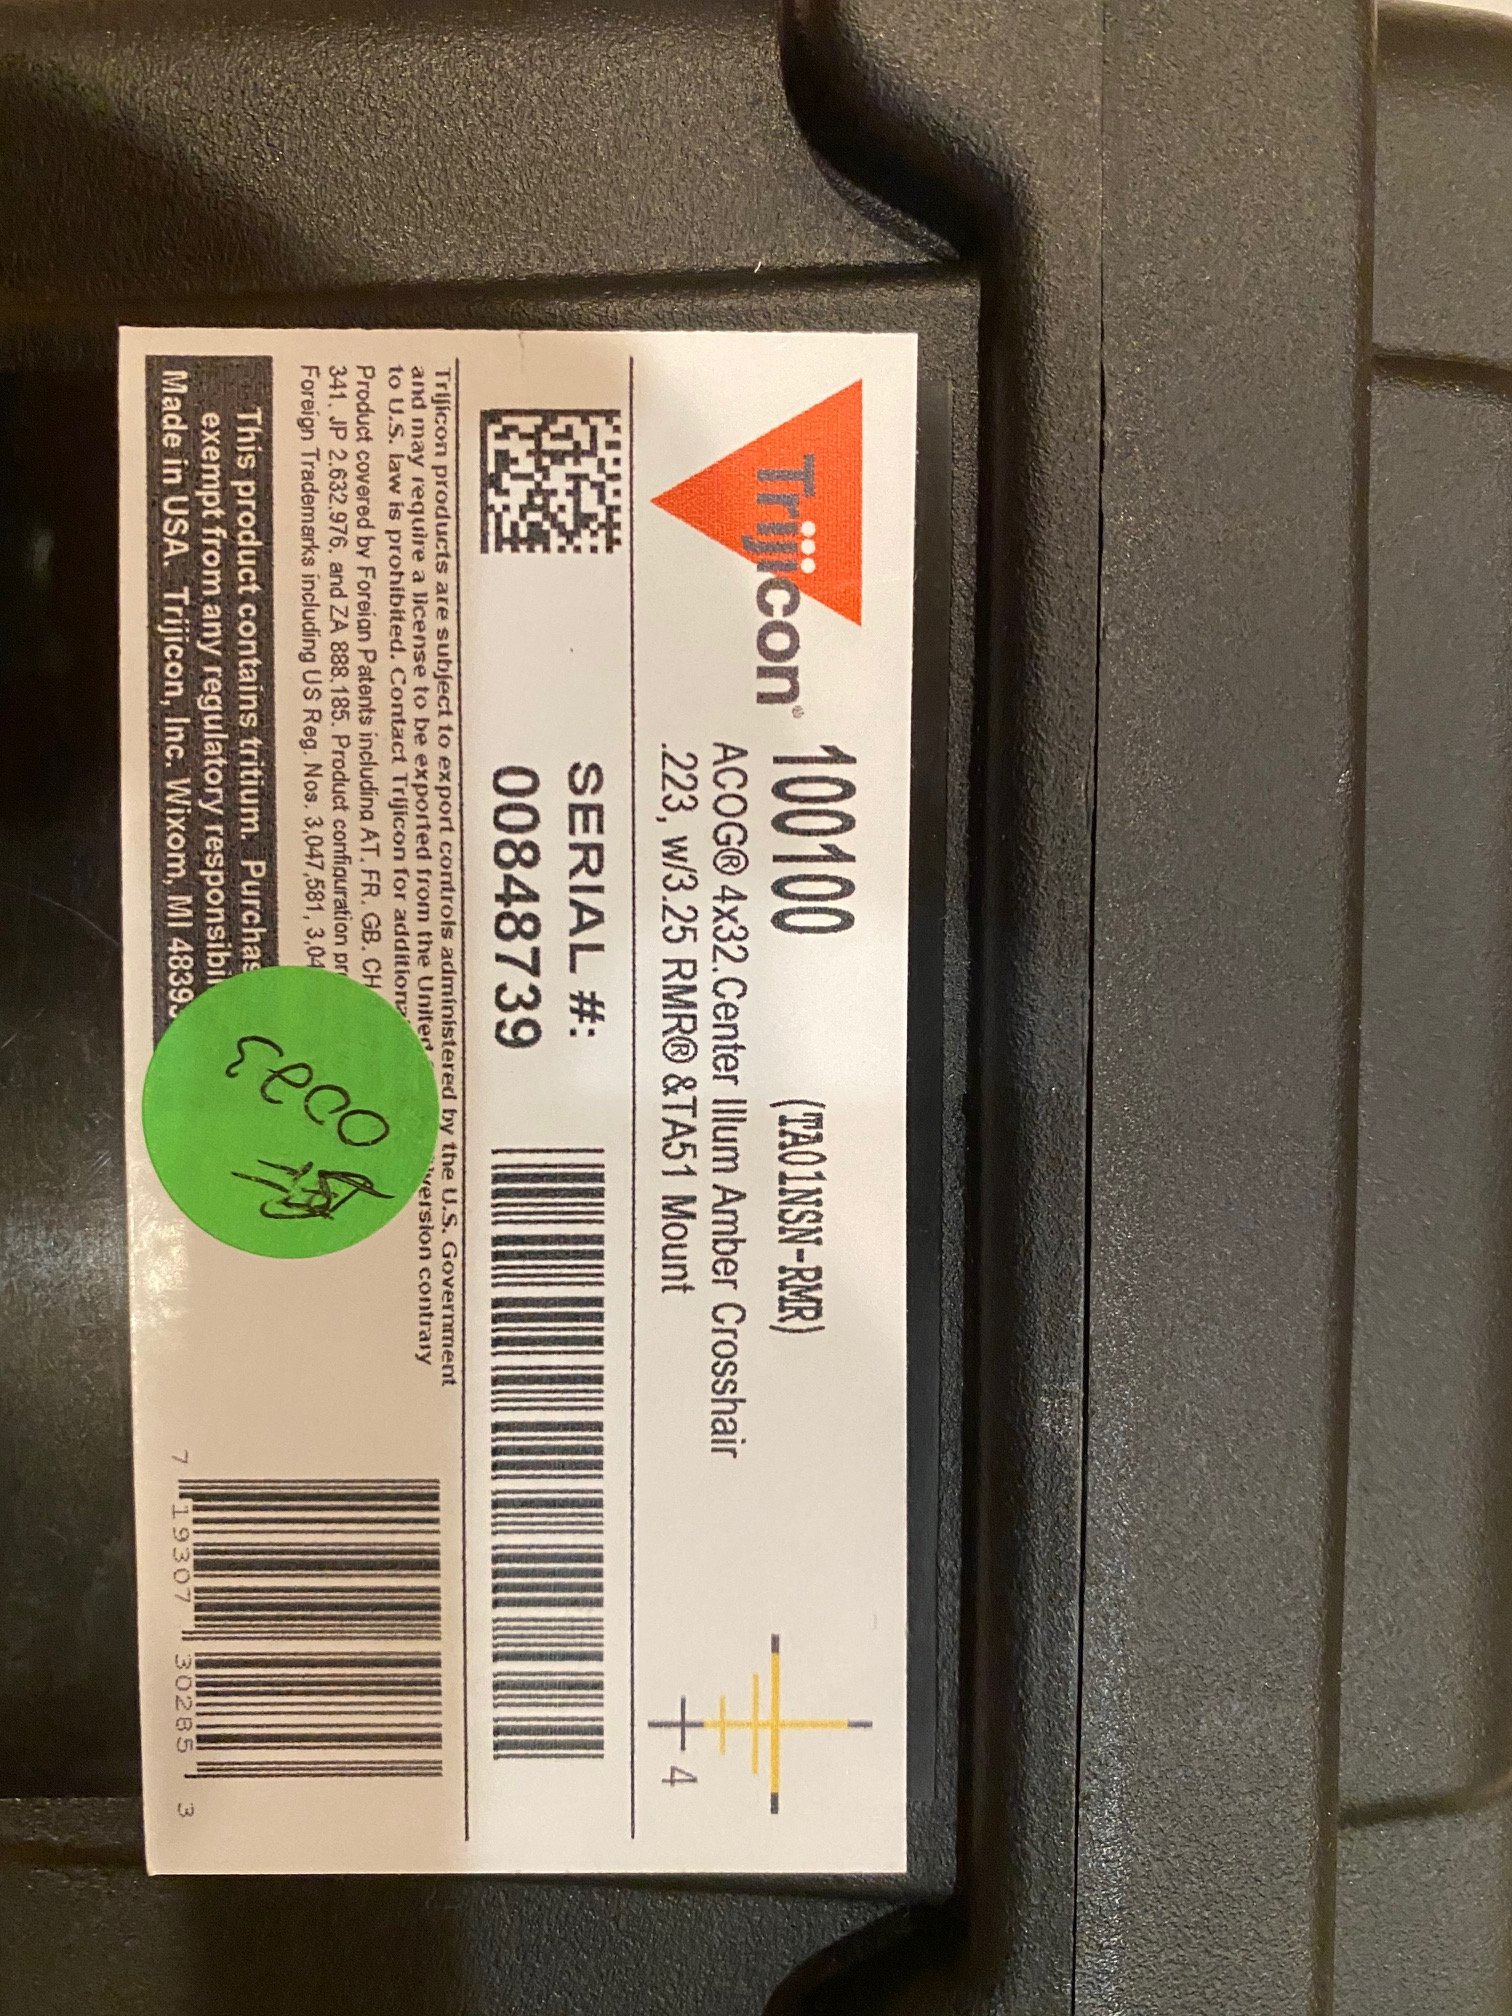 Trijicon®
100100 (TA01NSN-RMR)
ACOG® 4x32.Center Illum Amber Crosshair
.223, w/3.25 RMR® &TA51 Mount
4
SERIAL #:
00848739
Trijicon products are subject to export controls administered by the U.S. Government
and may require a license to be exported from the United version contrary
to U.S. law is prohibited. Contact Trijicon for
Product covered by Foreign Patents including AT, FR, GB, CH
341, JP 2,632,976, and ZA 888,185. Product configuration
Foreign Trademarks including US Reg. Nos. 3,047,581,
This product contains tritium.
exempt from any regulatory
Made in USA. Trijicon, Inc. Wixom, MI
0023
7 19307 30285 3